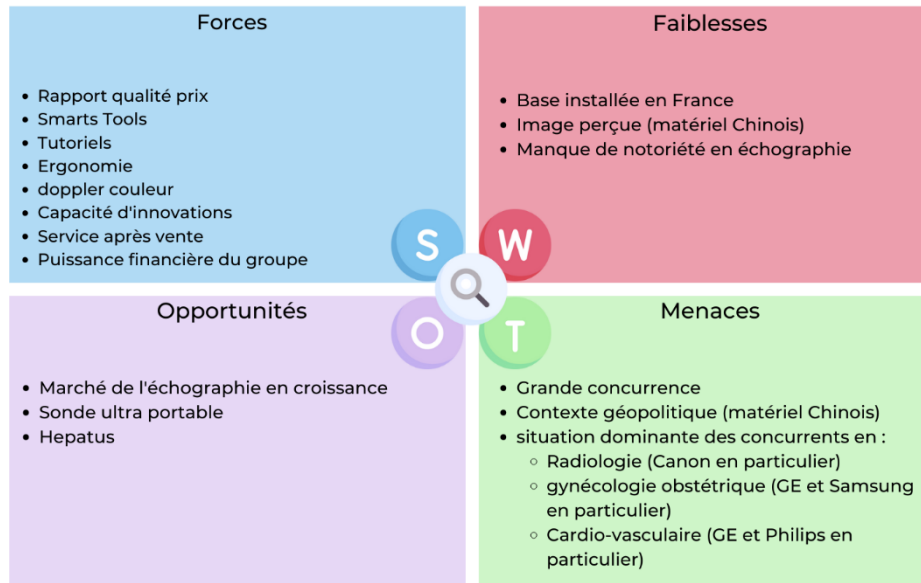 Forces
• Rapport qualité prix
• Smarts Tools
• Tutoriels
• Ergonomie
• doppler couleur
• Capacité d'innovations
• Service après vente
• Puissance financière du groupe
Faiblesses
• Base installée en France
• Image perçue (matériel Chinois)
• Manque de notoriété en échographie
S
W
O
T
Opportunités
• Marché de l'échographie en croissance
• Sonde ultra portable
• Hepatus
Menaces
• Grande concurrence
• Contexte géopolitique (matériel Chinois)
• situation dominante des concurrents en :
◦ Radiologie (Canon en particulier)
◦ gynécologie obstétrique (GE et Samsung
en particulier)
◦ Cardio-vasculaire (GE et Philips en
particulier)